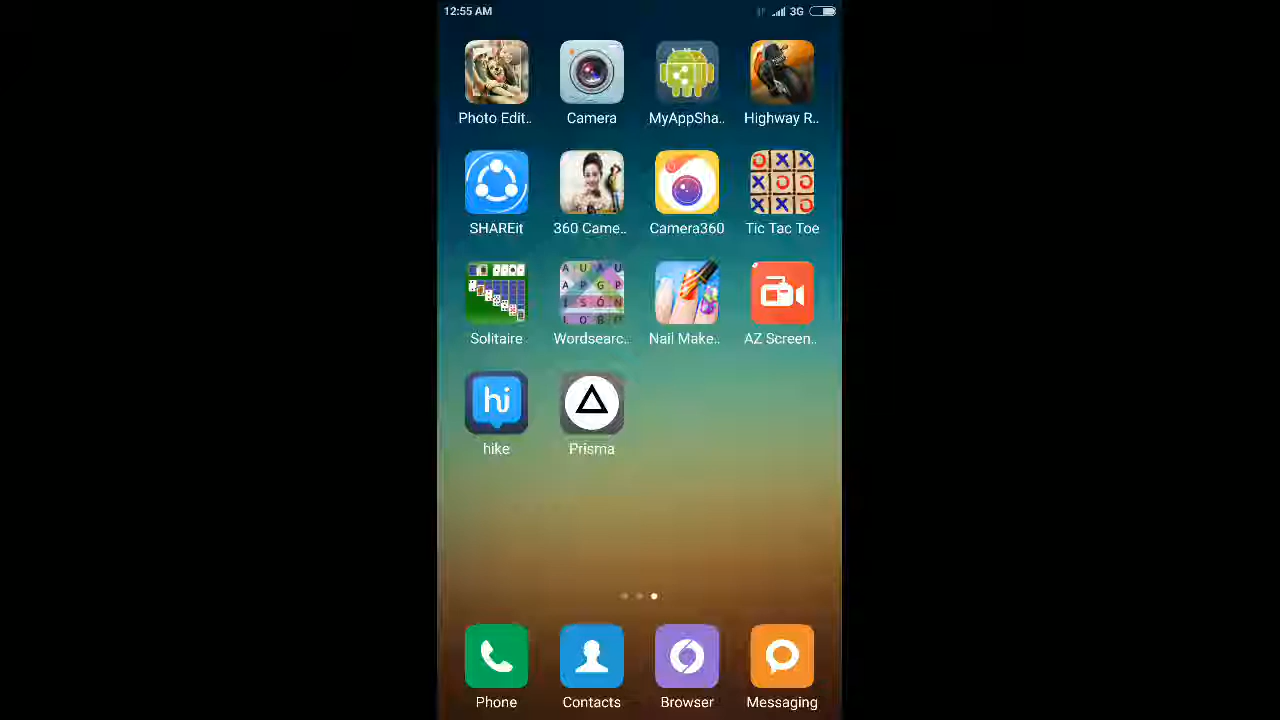 12:55 AM 3G
Photo Edit.. Camera MyAppSha.. Highway R..
SHAREit 360 Came.. Camera360 Tic Tac Toe
Solitaire Wordsearc.. Nail Make.. AZ Screen..
hi
hike Prisma
Phone Contacts Browser Messaging